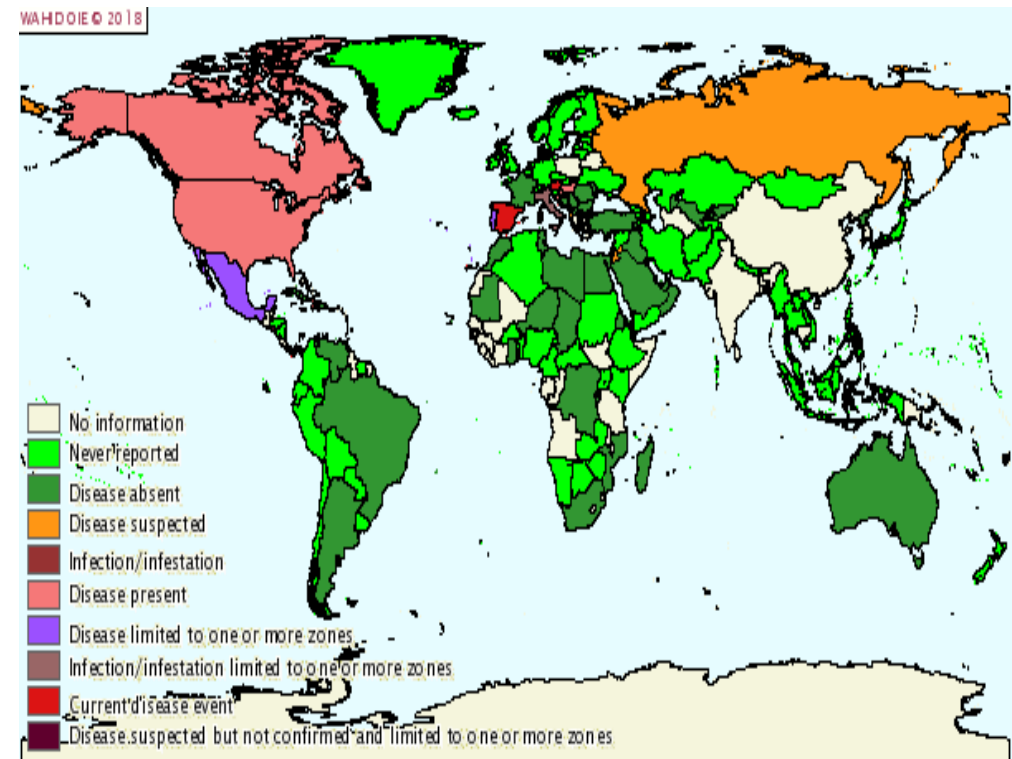 WAHIDOIE © 2018
No information
Never reported
Disease absent
Disease suspected
Infection/infestation
Disease present
Disease limited to one or more zones
Infection/infestation limited to one or more zones
Current disease event
Disease suspected but not confirmed and limited to one or more zones